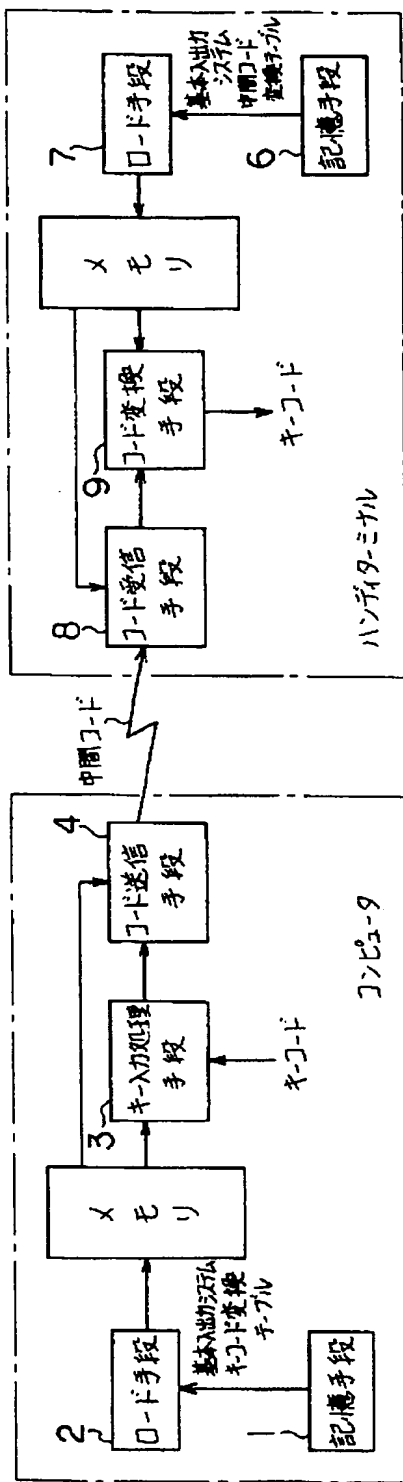 1
記憶手段
基本入出力システム
キーコード変換
テーブル
2
ロード手段
メモリ
3
キー入力処理
手段
キーコード
4
コード送信
手段
コンピュータ
中間コード
8
コード受信
手段
9
コード変換
手段
キーコード
メモリ
7
ロード手段
基本入出力
システム
中間コード
変換テーブル
6
記憶手段
ハンディターミナル